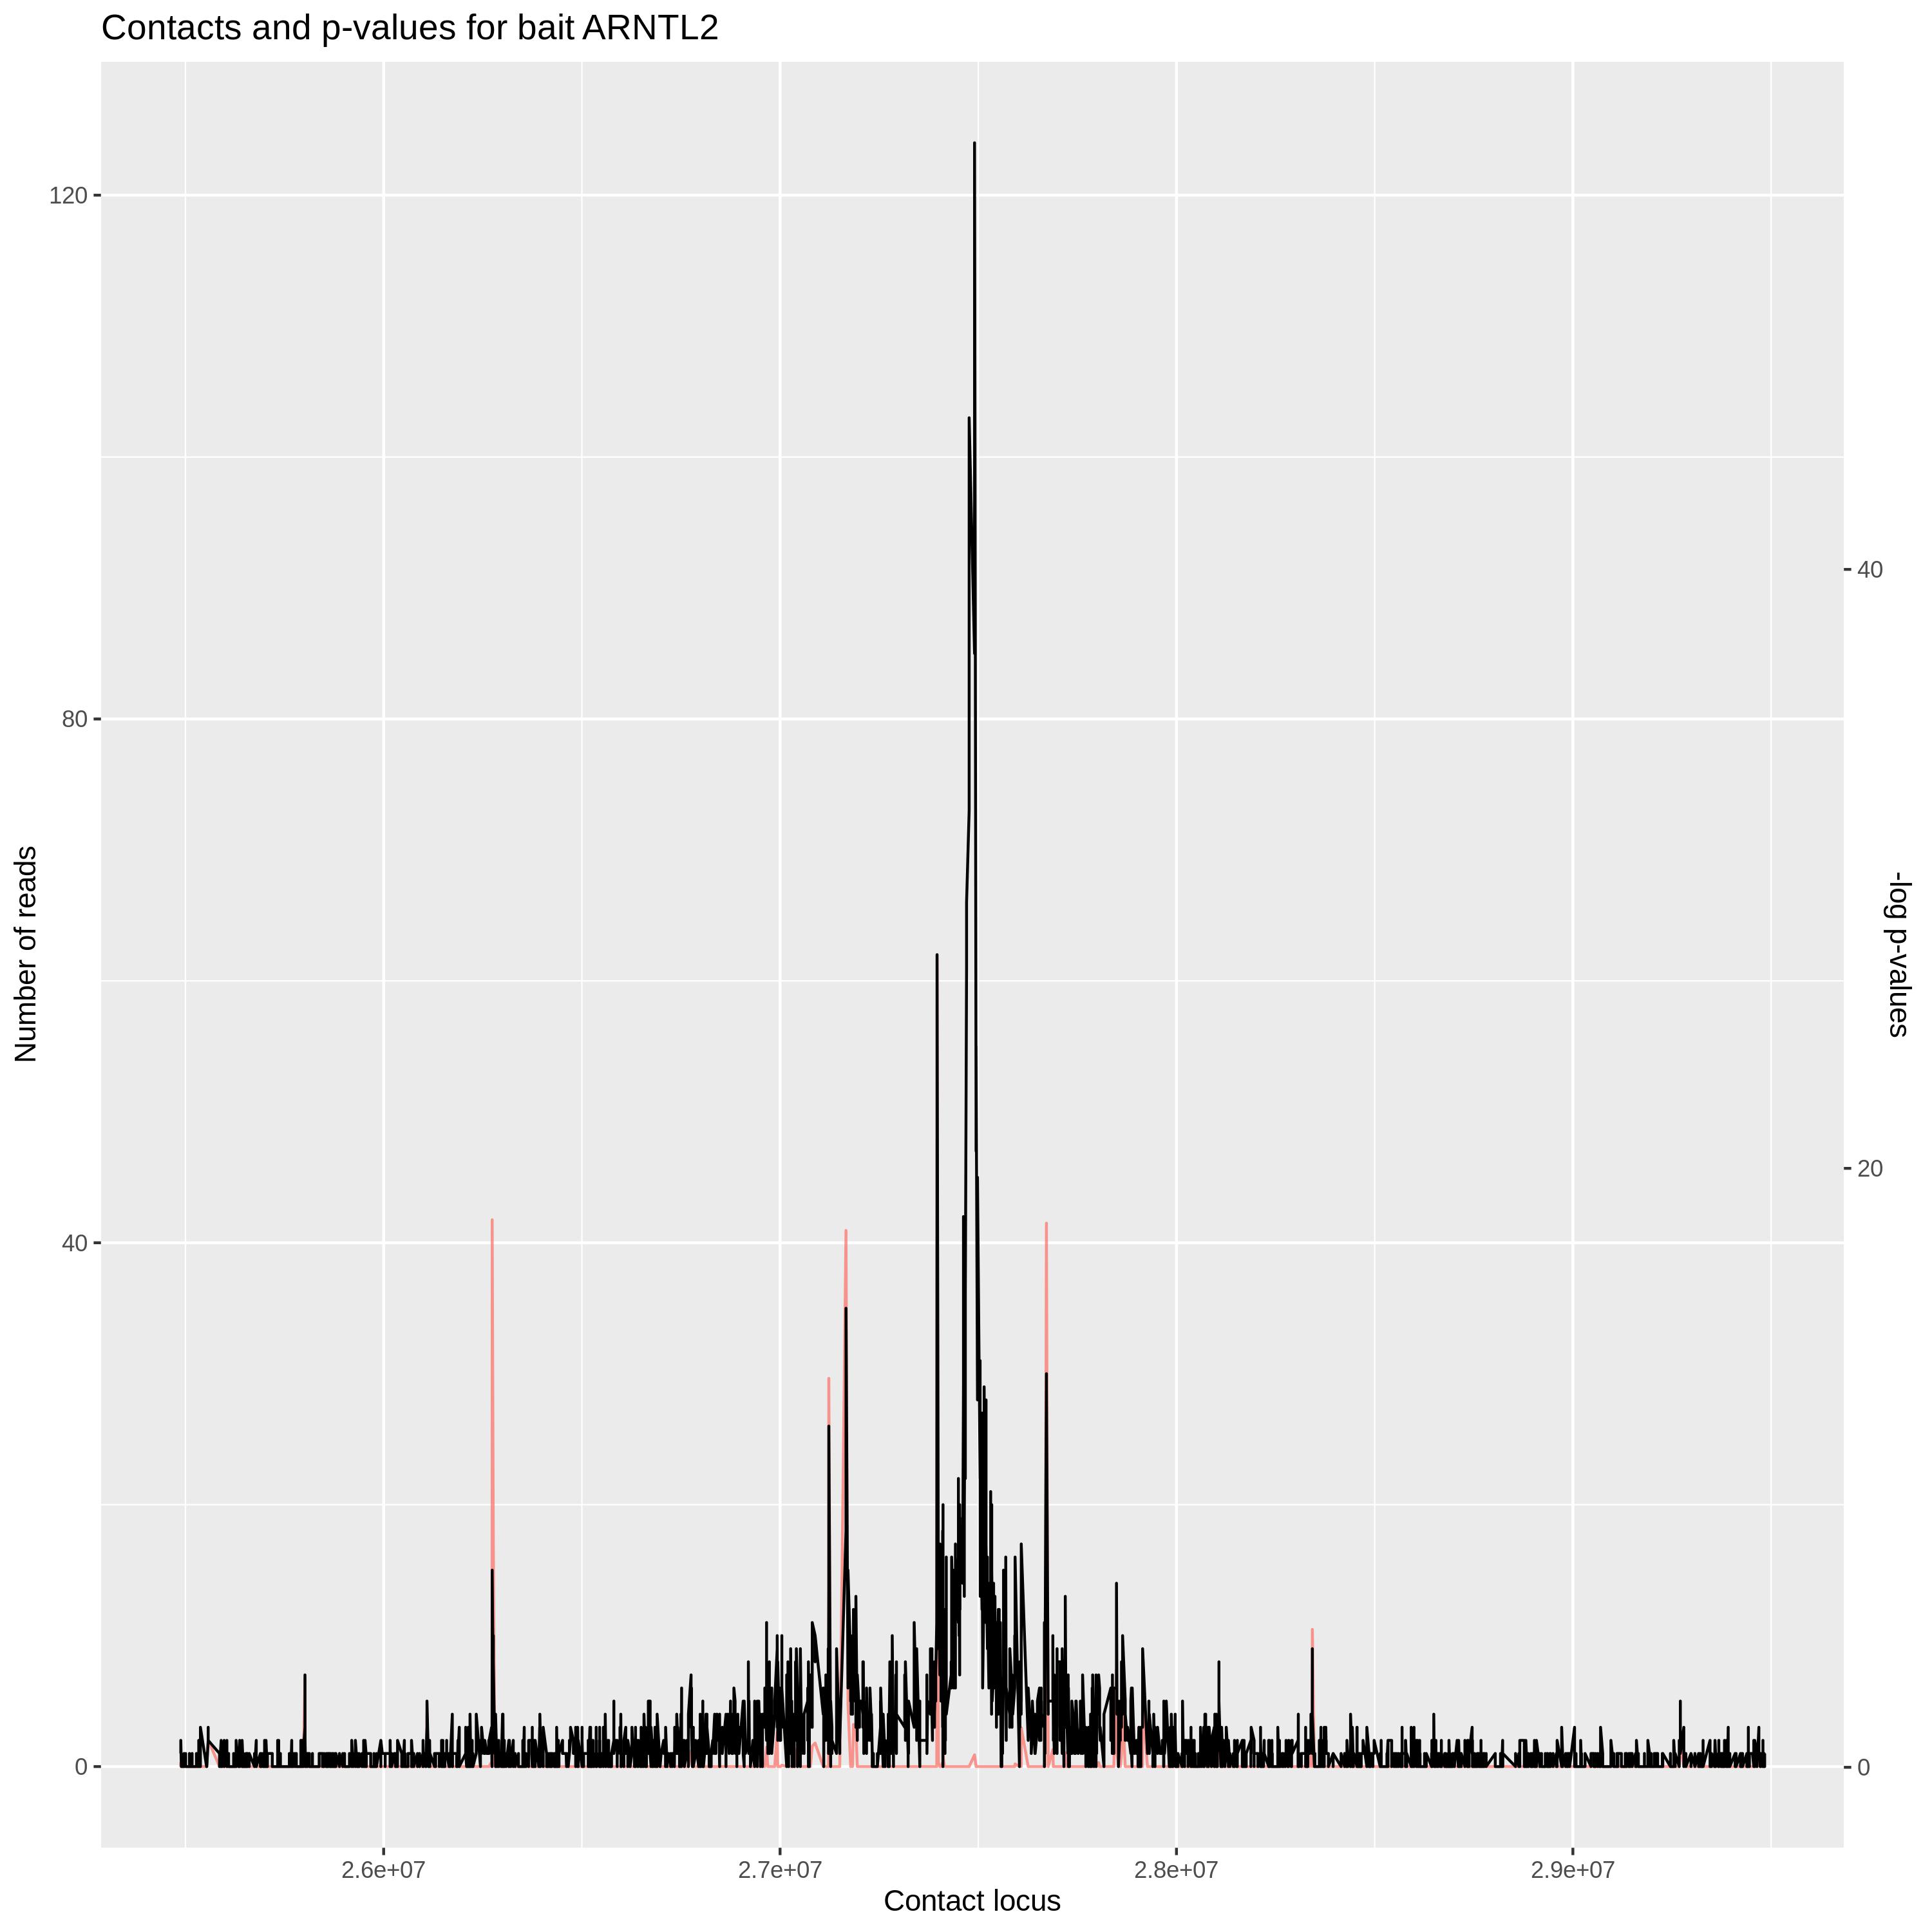 Contacts and p-values for bait ARNTL2
120
80
40
0
Number of reads
40
20
0
-log p-values
2.6e+07
2.7e+07
2.8e+07
2.9e+07
Contact locus